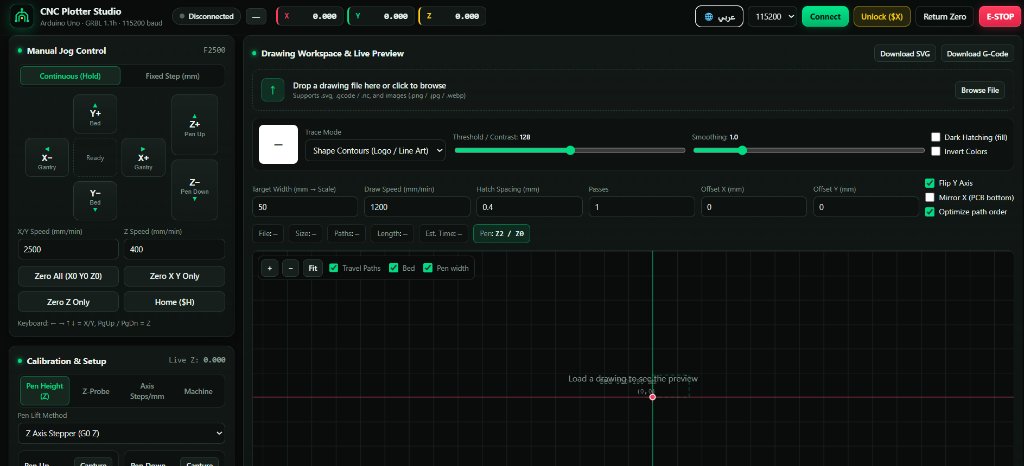 CNC Plotter Studio
Arduino Uno · GRBL 1.1h · 115200 baud
Disconnected
—
X 0.000
Y 0.000
Z 0.000
عربي
115200
Connect
Unlock ($X)
Return Zero
E-STOP
Manual Jog Control F2500
Continuous (Hold) Fixed Step (mm)
Y+
Bed
Z+
Pen Up
X−
Gantry
Ready
X+
Gantry
Z−
Pen Down
Y−
Bed
X/Y Speed (mm/min) Z Speed (mm/min)
2500 400
Zero All (X0 Y0 Z0) Zero X Y Only
Zero Z Only Home ($H)
Keyboard: ← → ↑ ↓ = X/Y, PgUp / PgDn = Z
Calibration & Setup Live Z: 0.000
Pen Height (Z)
Z-Probe
Axis Steps/mm
Machine
Pen Lift Method
Z Axis Stepper (G0 Z)
Pen Up Capture Pen Down Capture
Drawing Workspace & Live Preview
Download SVG Download G-Code
↑
Drop a drawing file here or click to browse
Supports .svg, .gcode / .nc, and images (.png / .jpg / .webp)
Browse File
—
Trace Mode
Shape Contours (Logo / Line Art)
Threshold / Contrast: 128
Smoothing: 1.0
Dark Hatching (fill)
Invert Colors
Target Width (mm → Scale) Draw Speed (mm/min) Hatch Spacing (mm) Passes Offset X (mm) Offset Y (mm)
50 1200 0.4 1 0 0
Flip Y Axis
Mirror X (PCB bottom)
Optimize path order
File: — Size: — Paths: — Length: — Est. Time: — Pen: Z2 / Z0
+ − Fit Travel Paths Bed Pen width
Load a drawing to see the preview